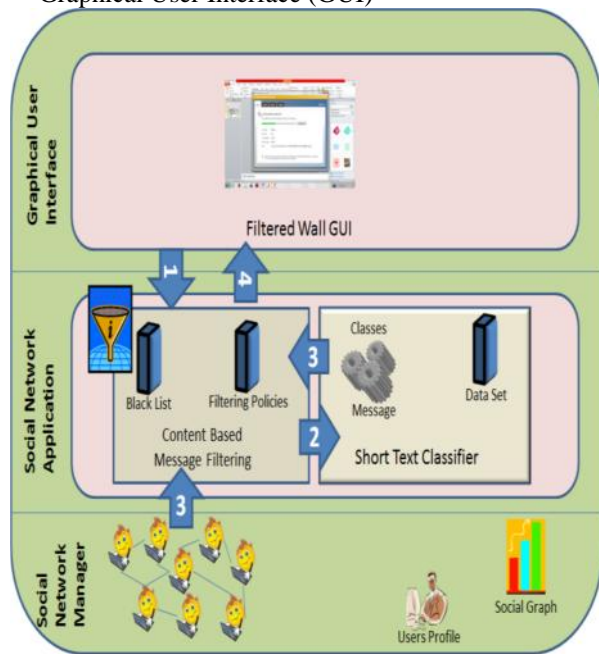 Graphical User Interface (GUI)
Graphical User
Interface
Filtered Wall GUI
1
4
Social Network
Application
Black List
Filtering Policies
Content Based
Message Filtering
3
2
Classes
Message
Data Set
Short Text Classifier
3
Social
Network
Manager
Users Profile
Social Graph